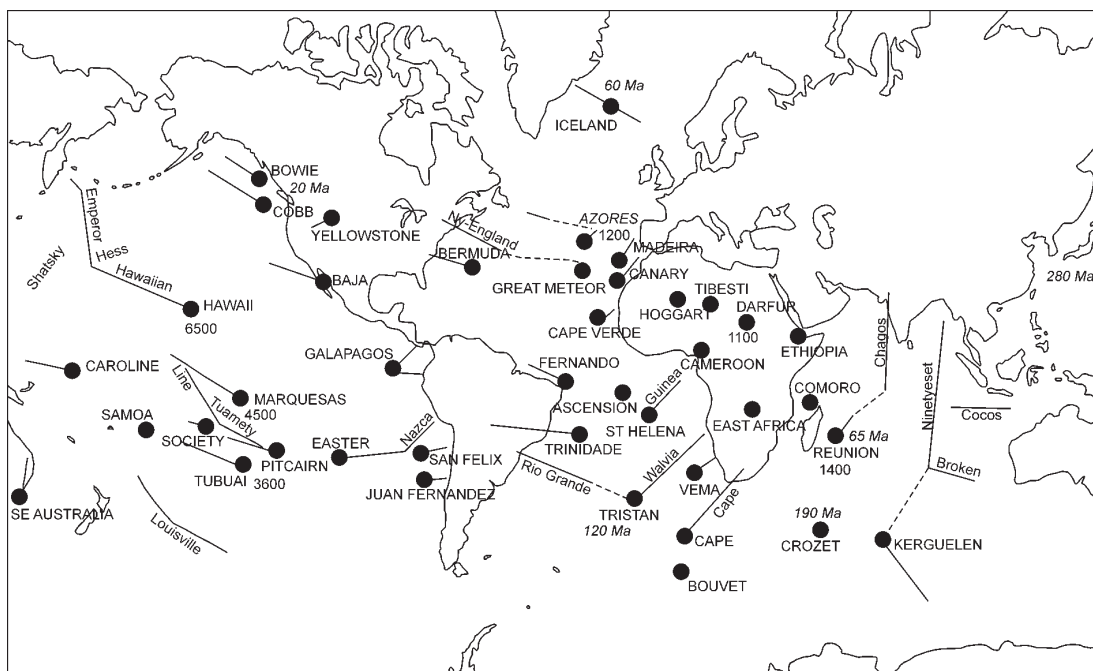 60 Ma
ICELAND
BOWIE
20 Ma
COBB
YELLOWSTONE
Nw-England
AZORES
1200
MADEIRA
Emperor
Hess
Shatsky
Hawaiian
BERMUDA
BAJA
GREAT METEOR
CANARY
TIBESTI
HOGGART
DARFUR
1100
280 Ma
HAWAII
6500
CAPE VERDE
ETHIOPIA
Chagos
Ninetyeset
GALAPAGOS
FERNANDO
CAMEROON
CAROLINE
Line
Tuamety
MARQUESAS
4500
ASCENSION
Guinea
COMORO
Cocos
SAMOA
SOCIETY
EASTER
Nazca
ST HELENA
EAST AFRICA
65 Ma
REUNION
1400
PITCAIRN
TUBUAI
3600
SAN FELIX
TRINIDADE
Rio Grande
Walvia
Broken
JUAN FERNANDEZ
VEMA
Cape
SE AUSTRALIA
Louisville
TRISTAN
120 Ma
190 Ma
CROZET
CAPE
KERGUELEN
BOUVET